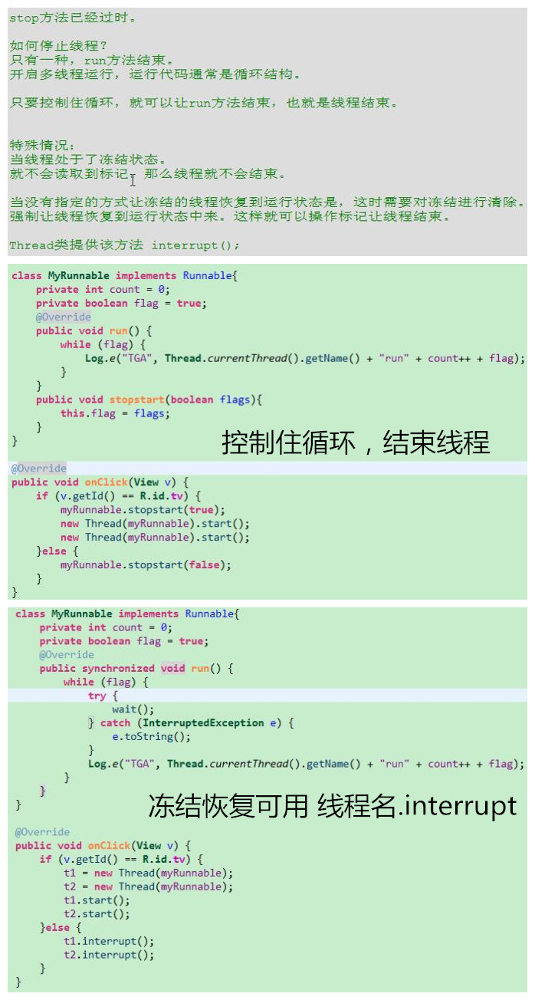 stop方法已经过时。
如何停止线程?
只有一种，run方法结束。
开启多线程运行，运行代码通常是循环结构。
只要控制住循环，就可以让run方法结束，也就是线程结束。
特殊情况：
当线程处于了冻结状态。
就不会读取到标记。那么线程就不会结束。
当没有指定的方式让冻结的线程恢复到运行状态是，这时需要对冻结进行清除。
强制让线程恢复到运行状态中来。这样就可以操作标记让线程结束。
Thread类提供该方法 interrupt();
class MyRunnable implements Runnable{
    private int count = 0;
    private boolean flag = true;
    @Override
    public void run() {
        while (flag) {
            Log.e("TGA", Thread.currentThread().getName() + "run" + count++ + flag);
        }
    }
    public void stopstart(boolean flags){
        this.flag = flags;
    }
}
控制住循环，结束线程
@Override
public void onClick(View v) {
    if (v.getId() == R.id.tv) {
        myRunnable.stopstart(true);
        new Thread(myRunnable).start();
        new Thread(myRunnable).start();
    }else {
        myRunnable.stopstart(false);
    }
}
class MyRunnable implements Runnable{
    private int count = 0;
    private boolean flag = true;
    @Override
    public synchronized void run() {
        while (flag) {
            try {
                wait();
            } catch (InterruptedException e) {
                e.toString();
            }
            Log.e("TGA", Thread.currentThread().getName() + "run" + count++ + flag);
        }
    }
}
冻结恢复可用 线程名.interrupt
@Override
public void onClick(View v) {
    if (v.getId() == R.id.tv) {
        t1 = new Thread(myRunnable);
        t2 = new Thread(myRunnable);
        t1.start();
        t2.start();
    }else {
        t1.interrupt();
        t2.interrupt();
    }
}